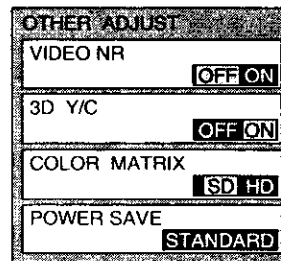 OTHER ADJUST
VIDEO NR
OFF ON
3D Y/C
OFF ON
COLOR MATRIX
SD HD
POWER SAVE
STANDARD